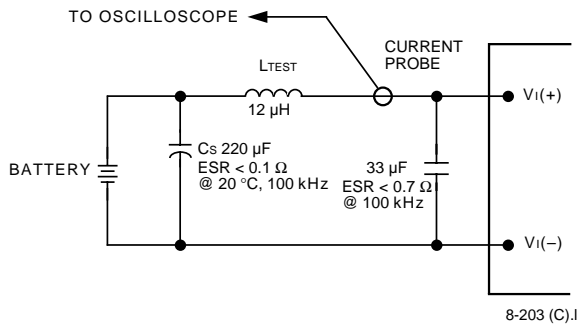 TO OSCILLOSCOPE
CURRENT
PROBE
LTEST
12 µH
VI(+)
CS 220 µF
ESR < 0.1 Ω
@ 20 °C, 100 kHz
33 µF
ESR < 0.7 Ω
@ 100 kHz
BATTERY
VI(–)
8-203 (C).l